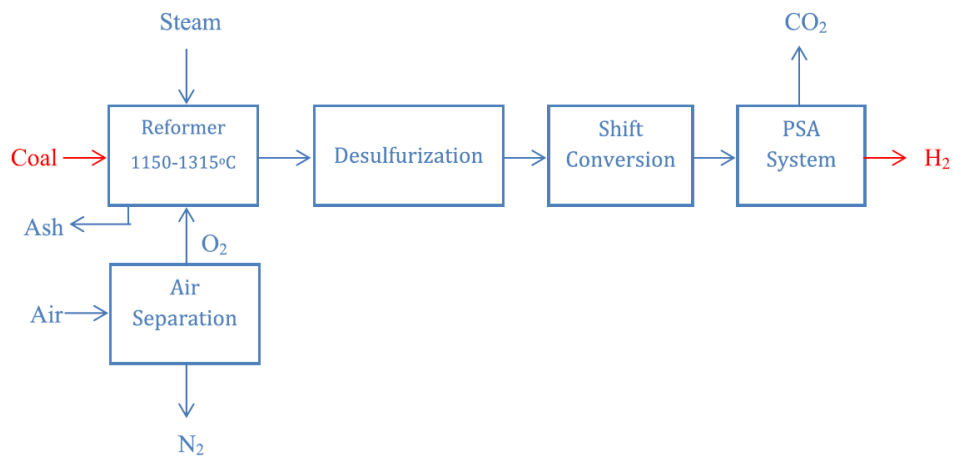 Steam
CO₂
Coal
Reformer
1150-1315ºC
Desulfurization
Shift
Conversion
PSA
System
H₂
Ash
O₂
Air
Air
Separation
N₂